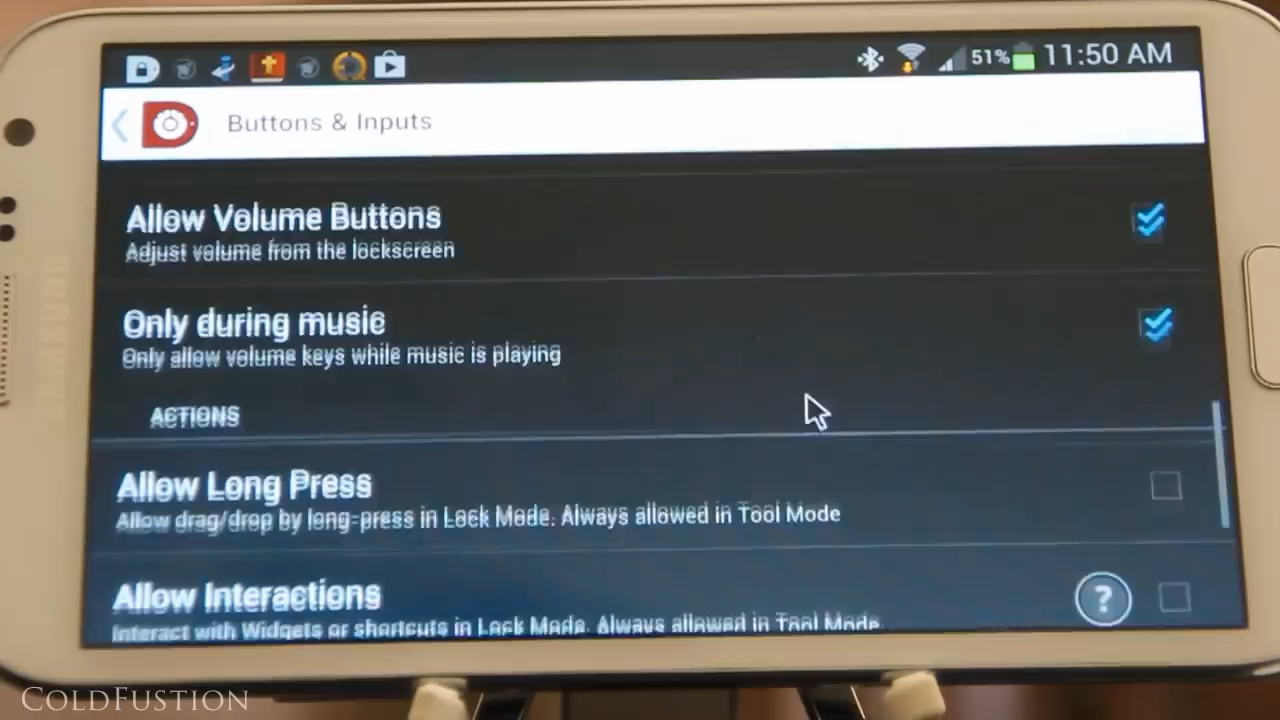 51% 11:50 AM
Buttons & Inputs
Allow Volume Buttons
Adjust volume from the lockscreen
Only during music
Only allow volume keys while music is playing
ACTIONS
Allow Long Press
Allow drag/drop by long-press in Lock Mode. Always allowed in Tool Mode
Allow Interactions
?
Interact with Widgets or shortcuts in Lock Mode. Always allowed in Tool Mode.
SAMSUNG
COLDFUSTION